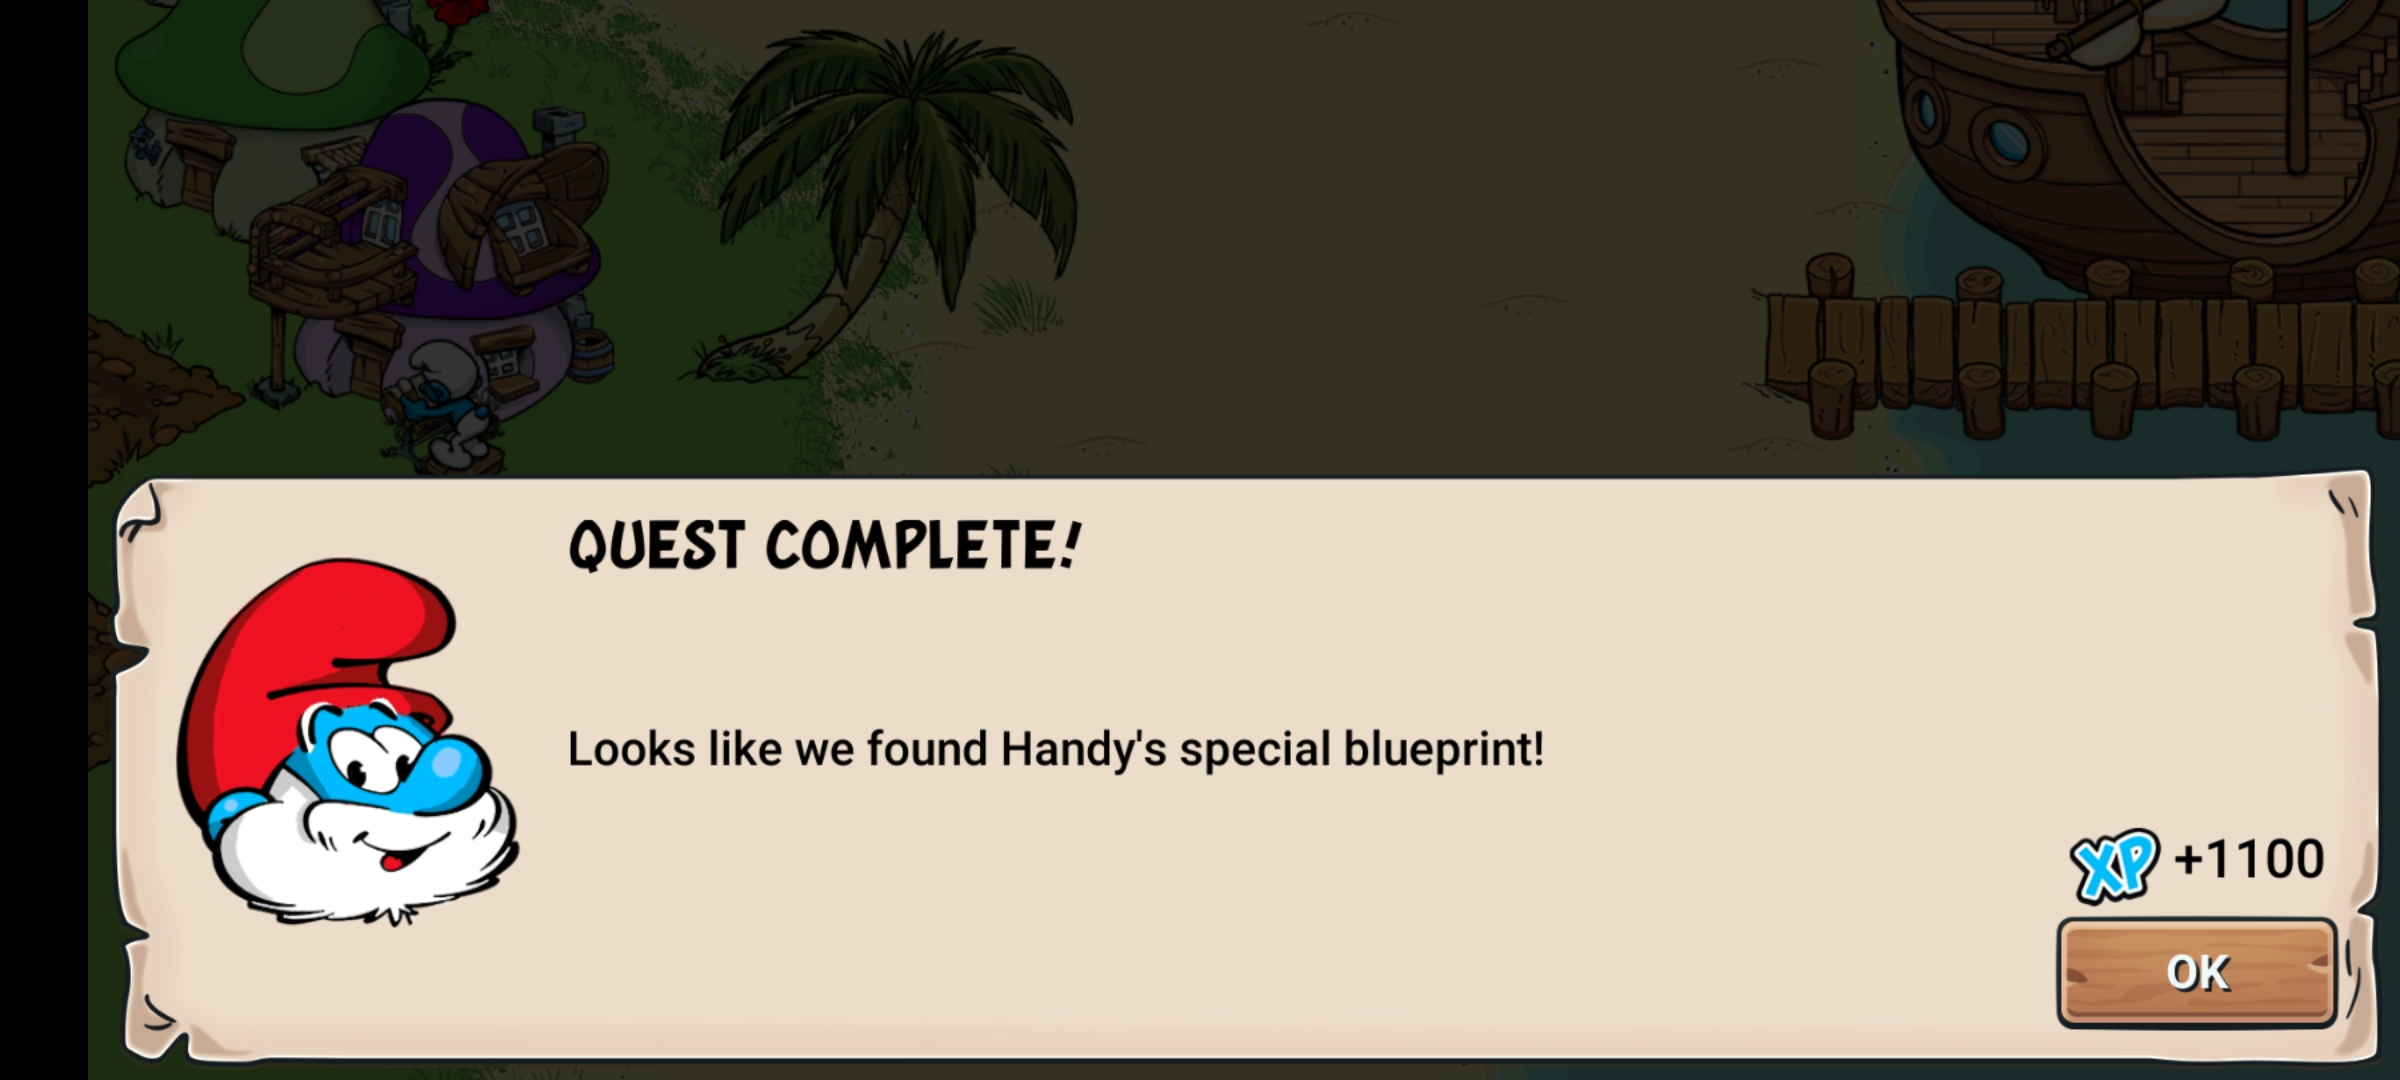 QUEST COMPLETE!
Looks like we found Handy's special blueprint!
XP +1100
OK